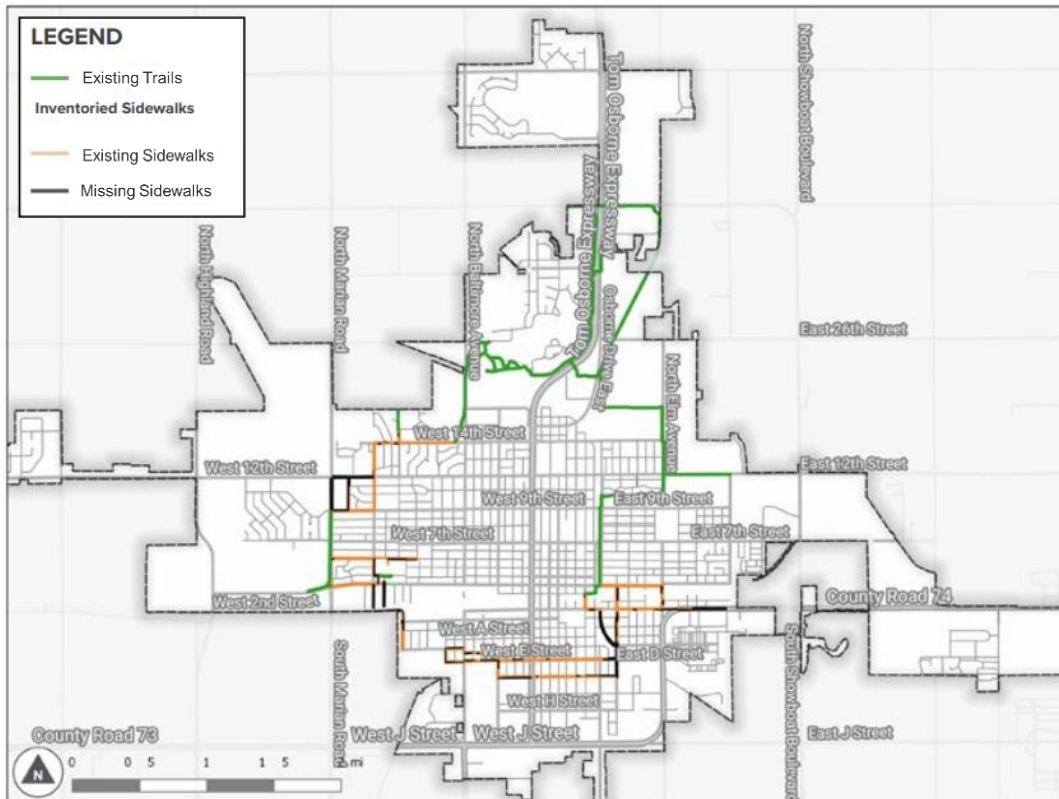 LEGEND
Existing Trails
Inventoried Sidewalks
Existing Sidewalks
Missing Sidewalks
North Showboat Boulevard
Tom Osborne Expressway
Tom Osborne Expressway
North Highland Road
North Marian Road
North Baltimore Avenue
Osborne Drive East
East 26th Street
North Elm Avenue
West 14th Street
West 12th Street
East 12th Street
West 9th Street
East 9th Street
West 7th Street
East 7th Street
West 2nd Street
County Road 74
West A Street
West E Street
East D Street
South Marian Road
South Showboat Boulevard
West H Street
County Road 73
West J Street
West J Street
East J Street
N
0 0 5 1 1 5 mi